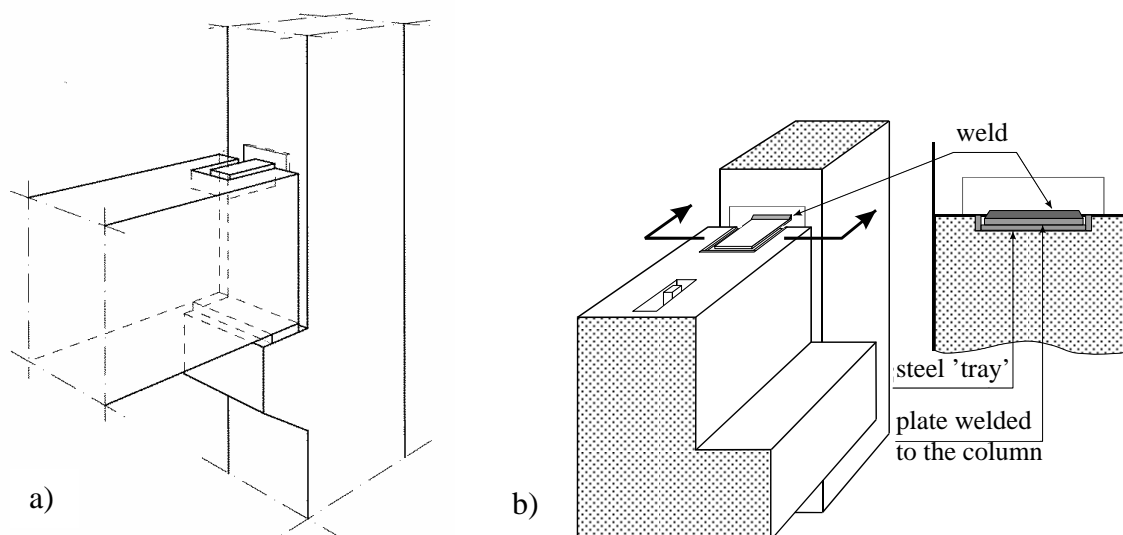 a)
b)
weld
steel ’tray’
plate welded
to the column